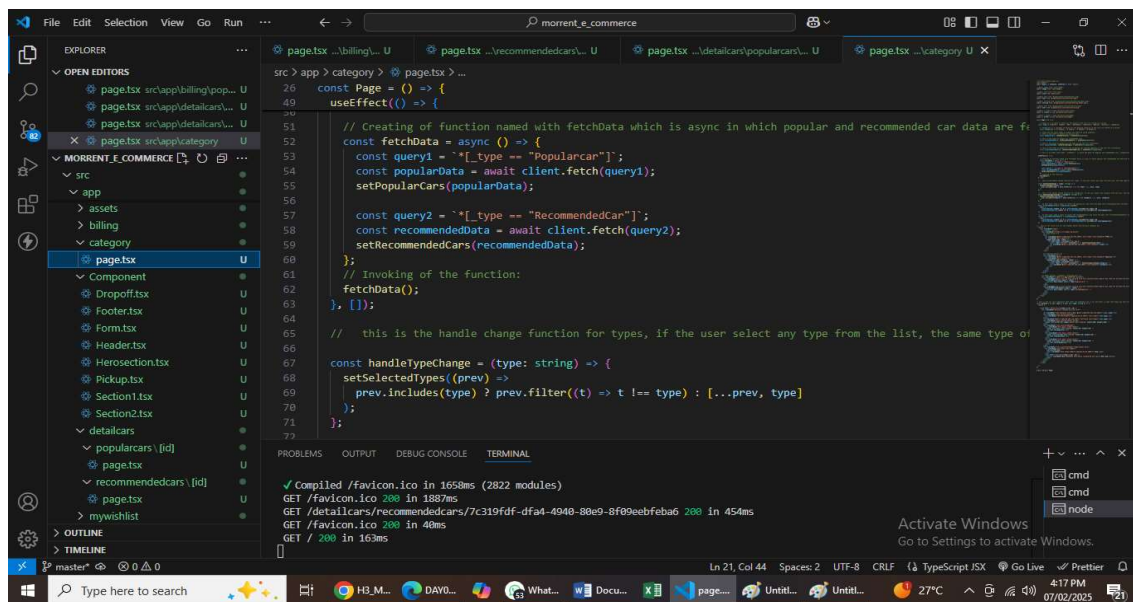 File Edit Selection View Go Run ...
morrent_e_commerce
EXPLORER
OPEN EDITORS
page.tsx src\app\billing\pop... U
page.tsx src\app\detailcars\... U
page.tsx src\app\detailcars\... U
page.tsx src\app\category U
MORRENT_E_COMMERCE
src
app
assets
billing
category
page.tsx U
Component
Dropoff.tsx U
Footer.tsx U
Form.tsx U
Header.tsx U
Herosection.tsx U
Pickup.tsx U
Section1.tsx U
Section2.tsx U
detailcars
popularcars\[id]
page.tsx U
recommendedcars\[id]
page.tsx U
mywishlist
OUTLINE
TIMELINE
82
page.tsx ...\billing\... U page.tsx ...\recommendedcars\... U page.tsx ...\detailcars\popularcars\... U page.tsx ...\category U
src > app > category > page.tsx > ...
26 const Page = () => {
49 useEffect(() => {
51 // Creating of function named with fetchData which is async in which popular and recommended car data are fe
52 const fetchData = async () => {
53 const query1 = `*[_type == "Popularcar"]`;
54 const popularData = await client.fetch(query1);
55 setPopularCars(popularData);
56
57 const query2 = `*[_type == "RecommendedCar"]`;
58 const recommendedData = await client.fetch(query2);
59 setRecommendedCars(recommendedData);
60 };
61 // Invoking of the function:
62 fetchData();
63 }, []);
64
65 // this is the handle change function for types, if the user select any type from the list, the same type of
66
67 const handleTypeChange = (type: string) => {
68 setSelectedTypes((prev) =>
69 prev.includes(type) ? prev.filter((t) => t !== type) : [...prev, type]
70 );
71 };
72
PROBLEMS OUTPUT DEBUG CONSOLE TERMINAL
✓ Compiled /favicon.ico in 1658ms (2822 modules)
GET /favicon.ico 200 in 1887ms
GET /detailcars/recommendedcars/7c319fdf-dfa4-4940-80e9-8f09eebfeba6 200 in 454ms
GET /favicon.ico 200 in 40ms
GET / 200 in 163ms
cmd
cmd
node
Activate Windows
Go to Settings to activate Windows.
master* 0 0 0 Ln 21, Col 44 Spaces: 2 UTF-8 CRLF TypeScript JSX Go Live Prettier
Type here to search H3_M... DAY0... What... Docu... page.... Untitl... Untitl... 27°C 4:17 PM
07/02/2025
21